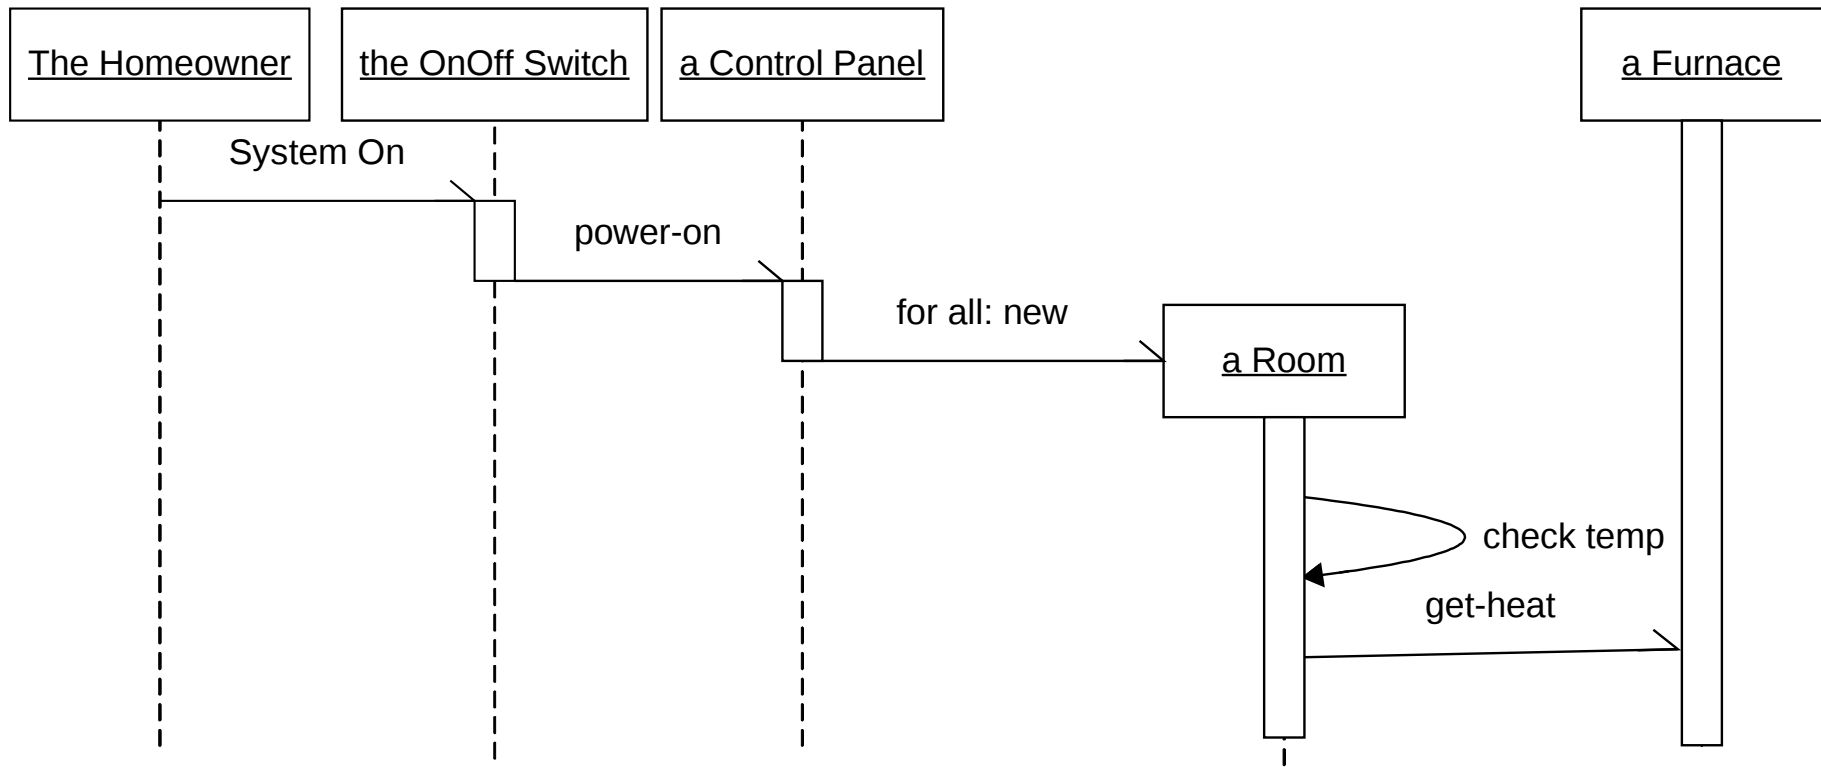 The Homeowner
the OnOff Switch
a Control Panel
a Furnace
System On
power-on
for all: new
a Room
check temp
get-heat